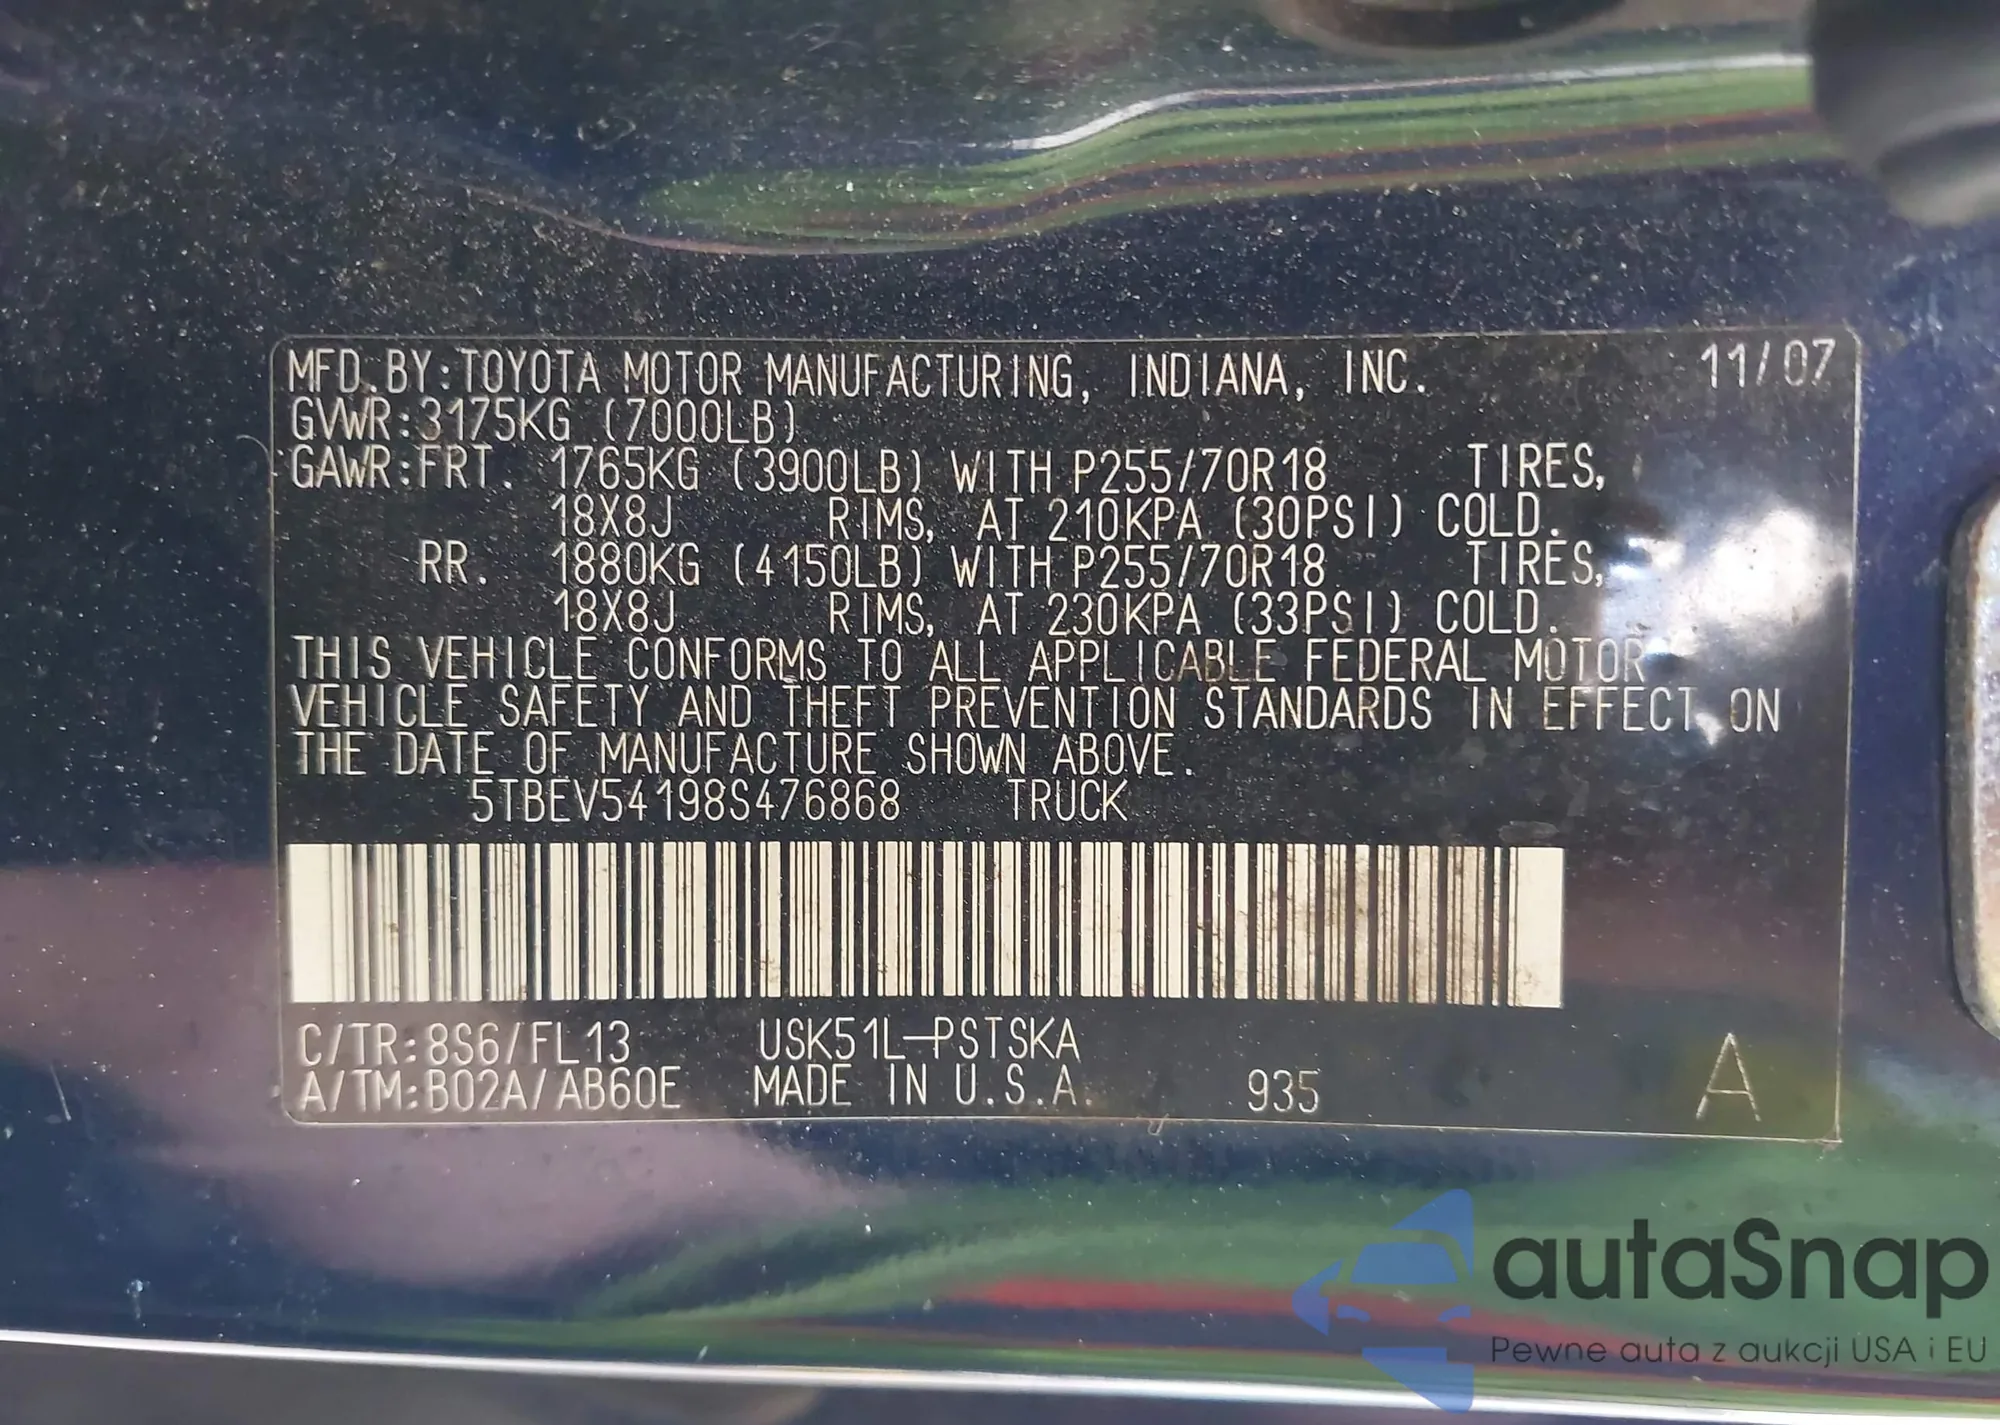 MFD.BY:TOYOTA MOTOR MANUFACTURING, INDIANA, INC. 11/07
GVWR:3175KG (7000LB)
GAWR:FRT. 1765KG (3900LB) WITH P255/70R18 TIRES,
18X8J RIMS, AT 210KPA (30PSI) COLD.
RR. 1880KG (4150LB) WITH P255/70R18 TIRES,
18X8J RIMS, AT 230KPA (33PSI) COLD.
THIS VEHICLE CONFORMS TO ALL APPLICABLE FEDERAL MOTOR
VEHICLE SAFETY AND THEFT PREVENTION STANDARDS IN EFFECT ON
THE DATE OF MANUFACTURE SHOWN ABOVE.
5TBEV54198S476868 TRUCK
C/TR:8S6/FL13 USK51L-PSTSKA
A/TM:B02A/AB60E MADE IN U.S.A. 935 A
autaSnap
Pewne auta z aukcji USA i EU